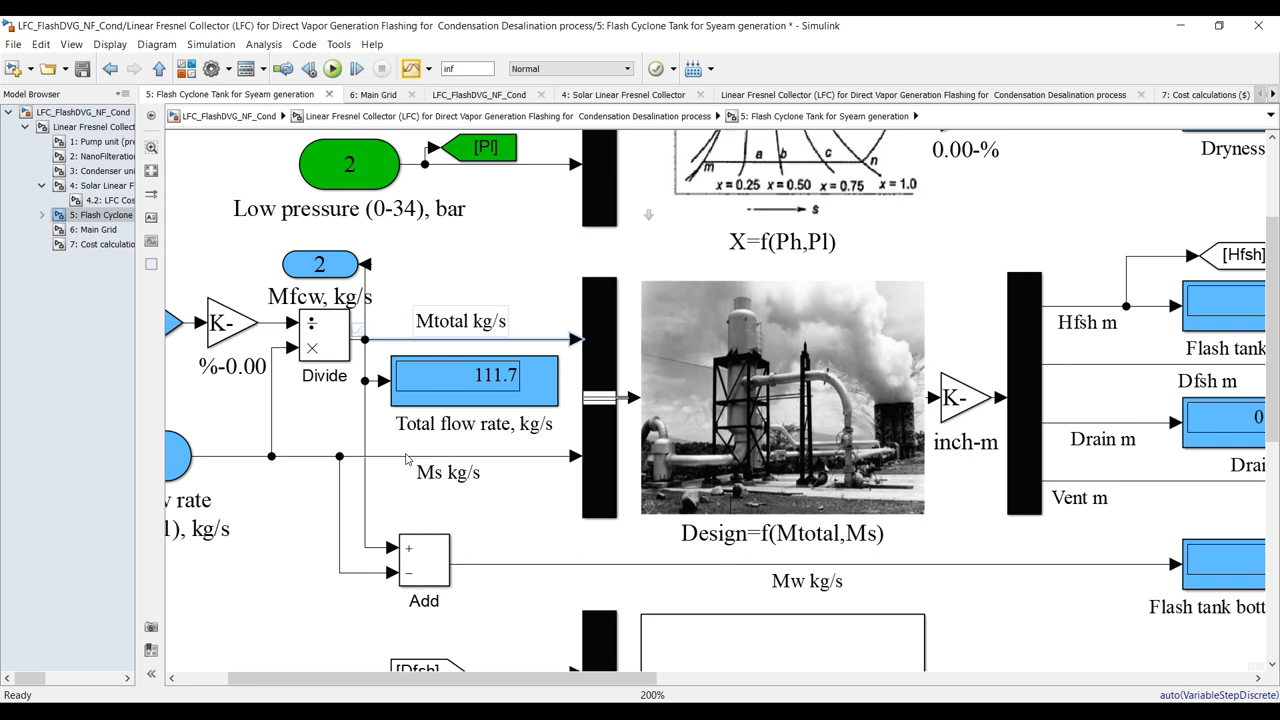 LFC_FlashDVG_NF_Cond/Linear Fresnel Collector (LFC) for Direct Vapor Generation Flashing for Condensation Desalination process/5: Flash Cyclone Tank for Syeam generation * - Simulink
File Edit View Display Diagram Simulation Analysis Code Tools Help
inf
Normal
Model Browser
5: Flash Cyclone Tank for Syeam generation
6: Main Grid
LFC_FlashDVG_NF_Cond
4: Solar Linear Fresnel Collector
Linear Fresnel Collector (LFC) for Direct Vapor Generation Flashing for Condensation Desalination process
7: Cost calculations ($)
LFC_FlashDVG_NF_Cond
Linear Fresnel Collector (LFC) for Direct Vapor Generation Flashing for Condensation Desalination process
5: Flash Cyclone Tank for Syeam generation
LFC_FlashDVG_NF_Cond
Linear Fresnel Collect
1: Pump unit (pre
2: NanoFilteration
3: Condenser uni
4: Solar Linear F
4.2: LFC Cos
5: Flash Cyclone
6: Main Grid
7: Cost calculatio
2
[Pl]
Low pressure (0-34), bar
m
a
b
c
n
x = 0.25
x = 0.50
x = 0.75
x = 1.0
s
X=f(Ph,Pl)
0.00-%
Dryness
2
Mfcw, kg/s
K-
%-0.00
÷
×
Divide
Mtotal kg/s
111.7
Total flow rate, kg/s
Ms kg/s
w rate
1), kg/s
Design=f(Mtotal,Ms)
K-
inch-m
[Hfsh]
Hfsh m
Flash tank
Dfsh m
0
Drain m
Drai
Vent m
+
−
Add
Mw kg/s
Flash tank bott
[Dfsh]
Ready
200%
auto(VariableStepDiscrete)